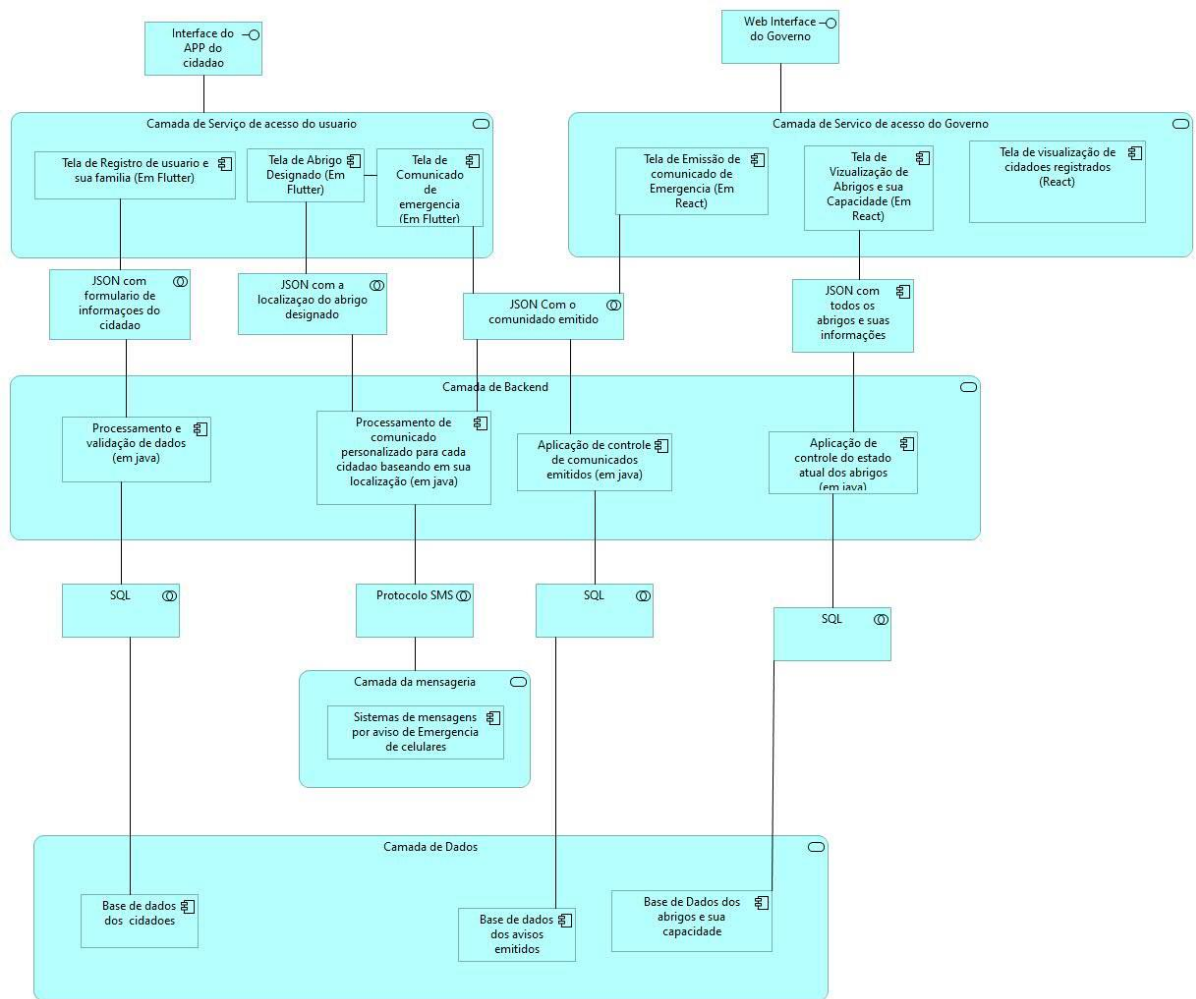 Interface do
APP do
cidadao
Web Interface
do Governo
Camada de Serviço de acesso do usuario
Tela de Registro de usuario e
sua familia (Em Flutter)
Tela de Abrigo
Designado (Em
Flutter)
Tela de
Comunicado
de
emergencia
(Em Flutter)
Camada de Servico de acesso do Governo
Tela de Emissão de
comunicado de
Emergencia (Em
React)
Tela de
Vizualização de
Abrigos e sua
Capacidade (Em
React)
Tela de visualização de
cidadoes registrados
(React)
JSON com
formulario de
informaçoes do
cidadao
JSON com a
localizaçao do abrigo
designado
JSON Com o
comunidado emitido
JSON com
todos os
abrigos e suas
informações
Camada de Backend
Processamento e
validação de dados
(em java)
Processamento de
comunicado
personalizado para cada
cidadao baseando em sua
localização (em java)
Aplicação de controle
de comunicados
emitidos (em java)
Aplicação de
controle do estado
atual dos abrigos
(em java)
SQL
Protocolo SMS
SQL
SQL
Camada da mensageria
Sistemas de mensagens
por aviso de Emergencia
de celulares
Camada de Dados
Base de dados
dos cidadoes
Base de dados
dos avisos
emitidos
Base de Dados dos
abrigos e sua
capacidade